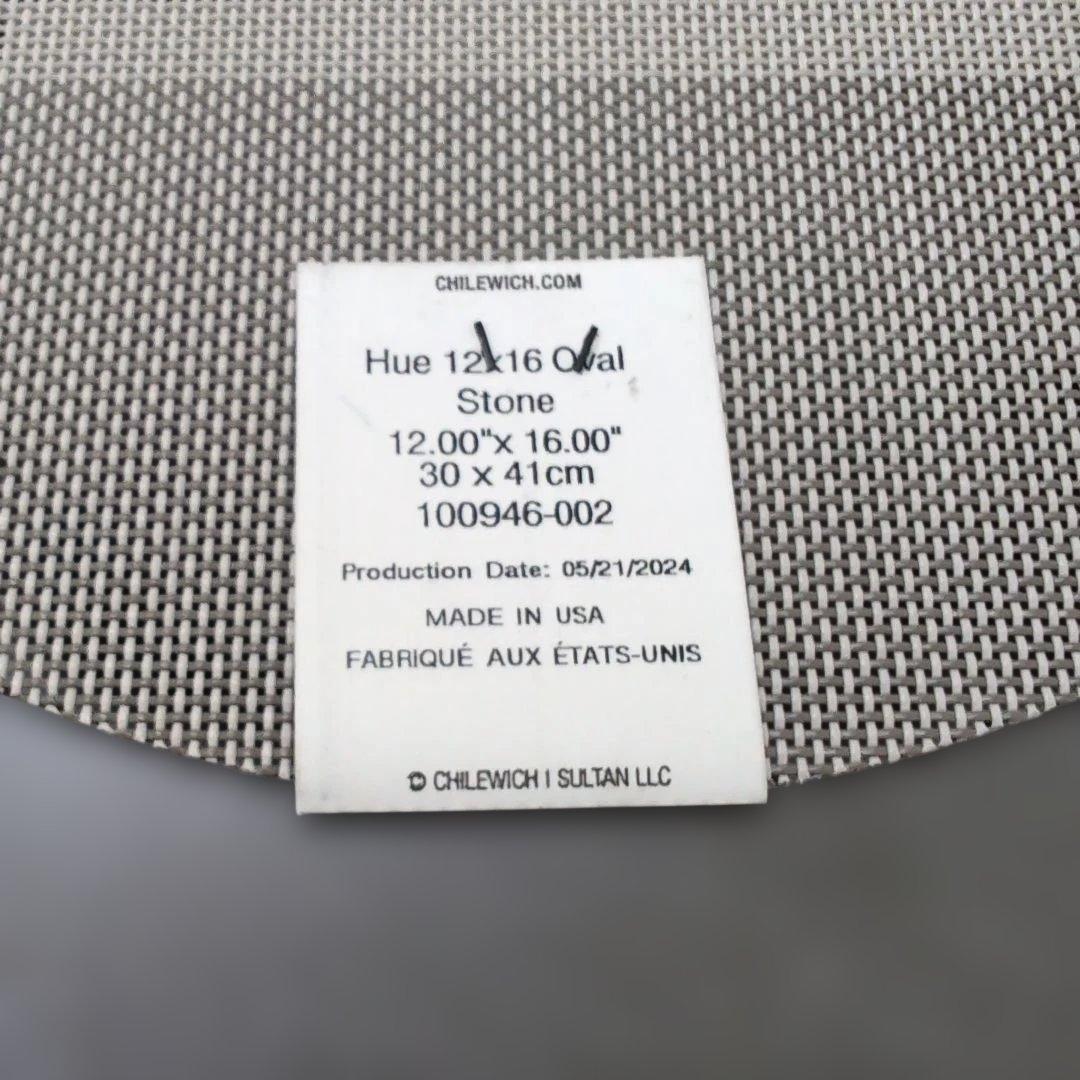 CHILEWICH.COM
Hue 12x16 Oval
Stone
12.00"x 16.00"
30 x 41cm
100946-002
Production Date: 05/21/2024
MADE IN USA
FABRIQUÉ AUX ÉTATS-UNIS
© CHILEWICH | SULTAN LLC